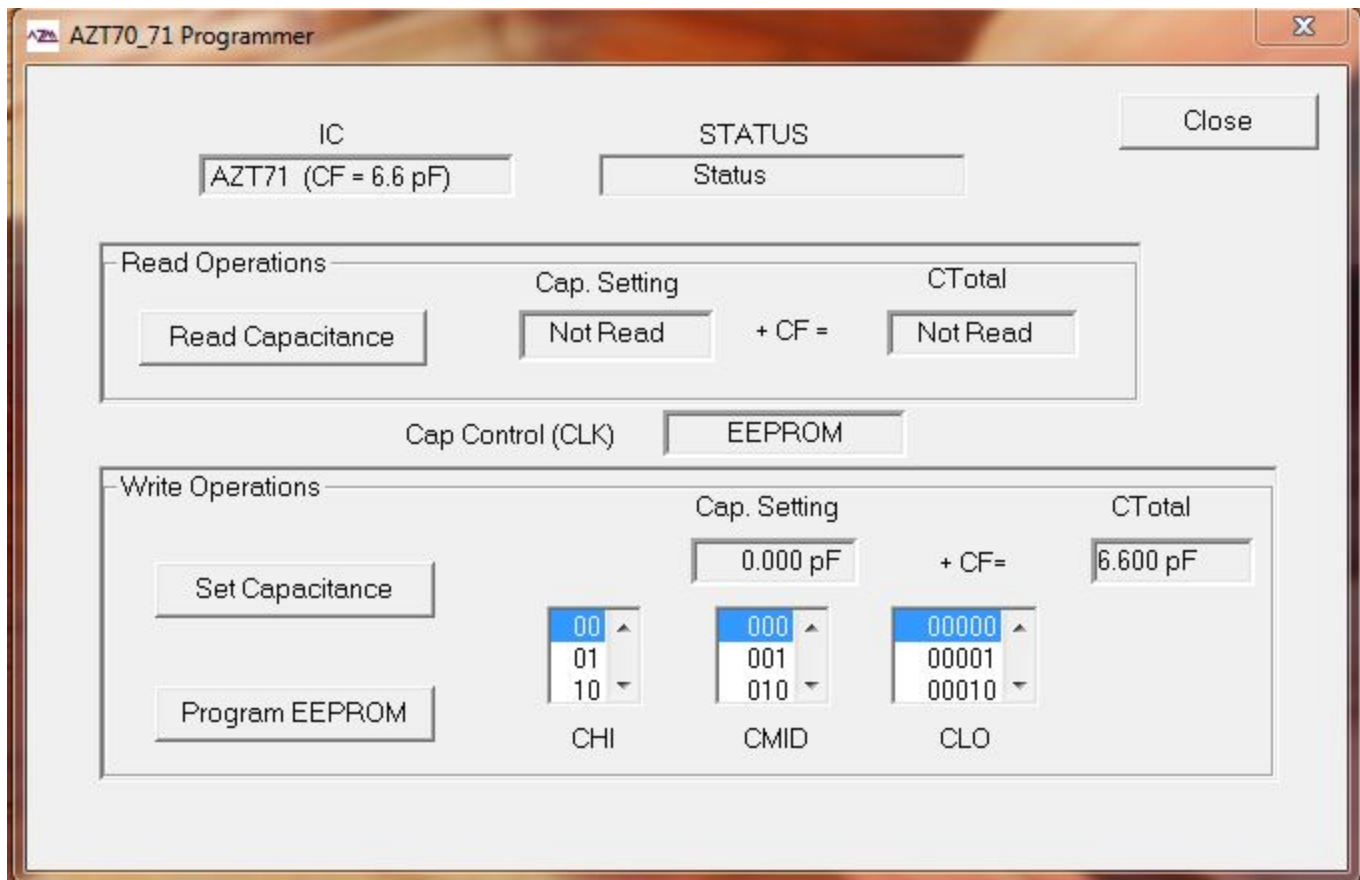 AZM AZT70_71 Programmer
X
Close
IC STATUS
AZT71 (CF = 6.6 pF) Status
Read Operations
Cap. Setting CTotal
Read Capacitance Not Read + CF = Not Read
Cap Control (CLK) EEPROM
Write Operations
Cap. Setting CTotal
0.000 pF + CF= 6.600 pF
Set Capacitance
00 000 00000
01 001 00001
10 010 00010
Program EEPROM
CHI CMID CLO